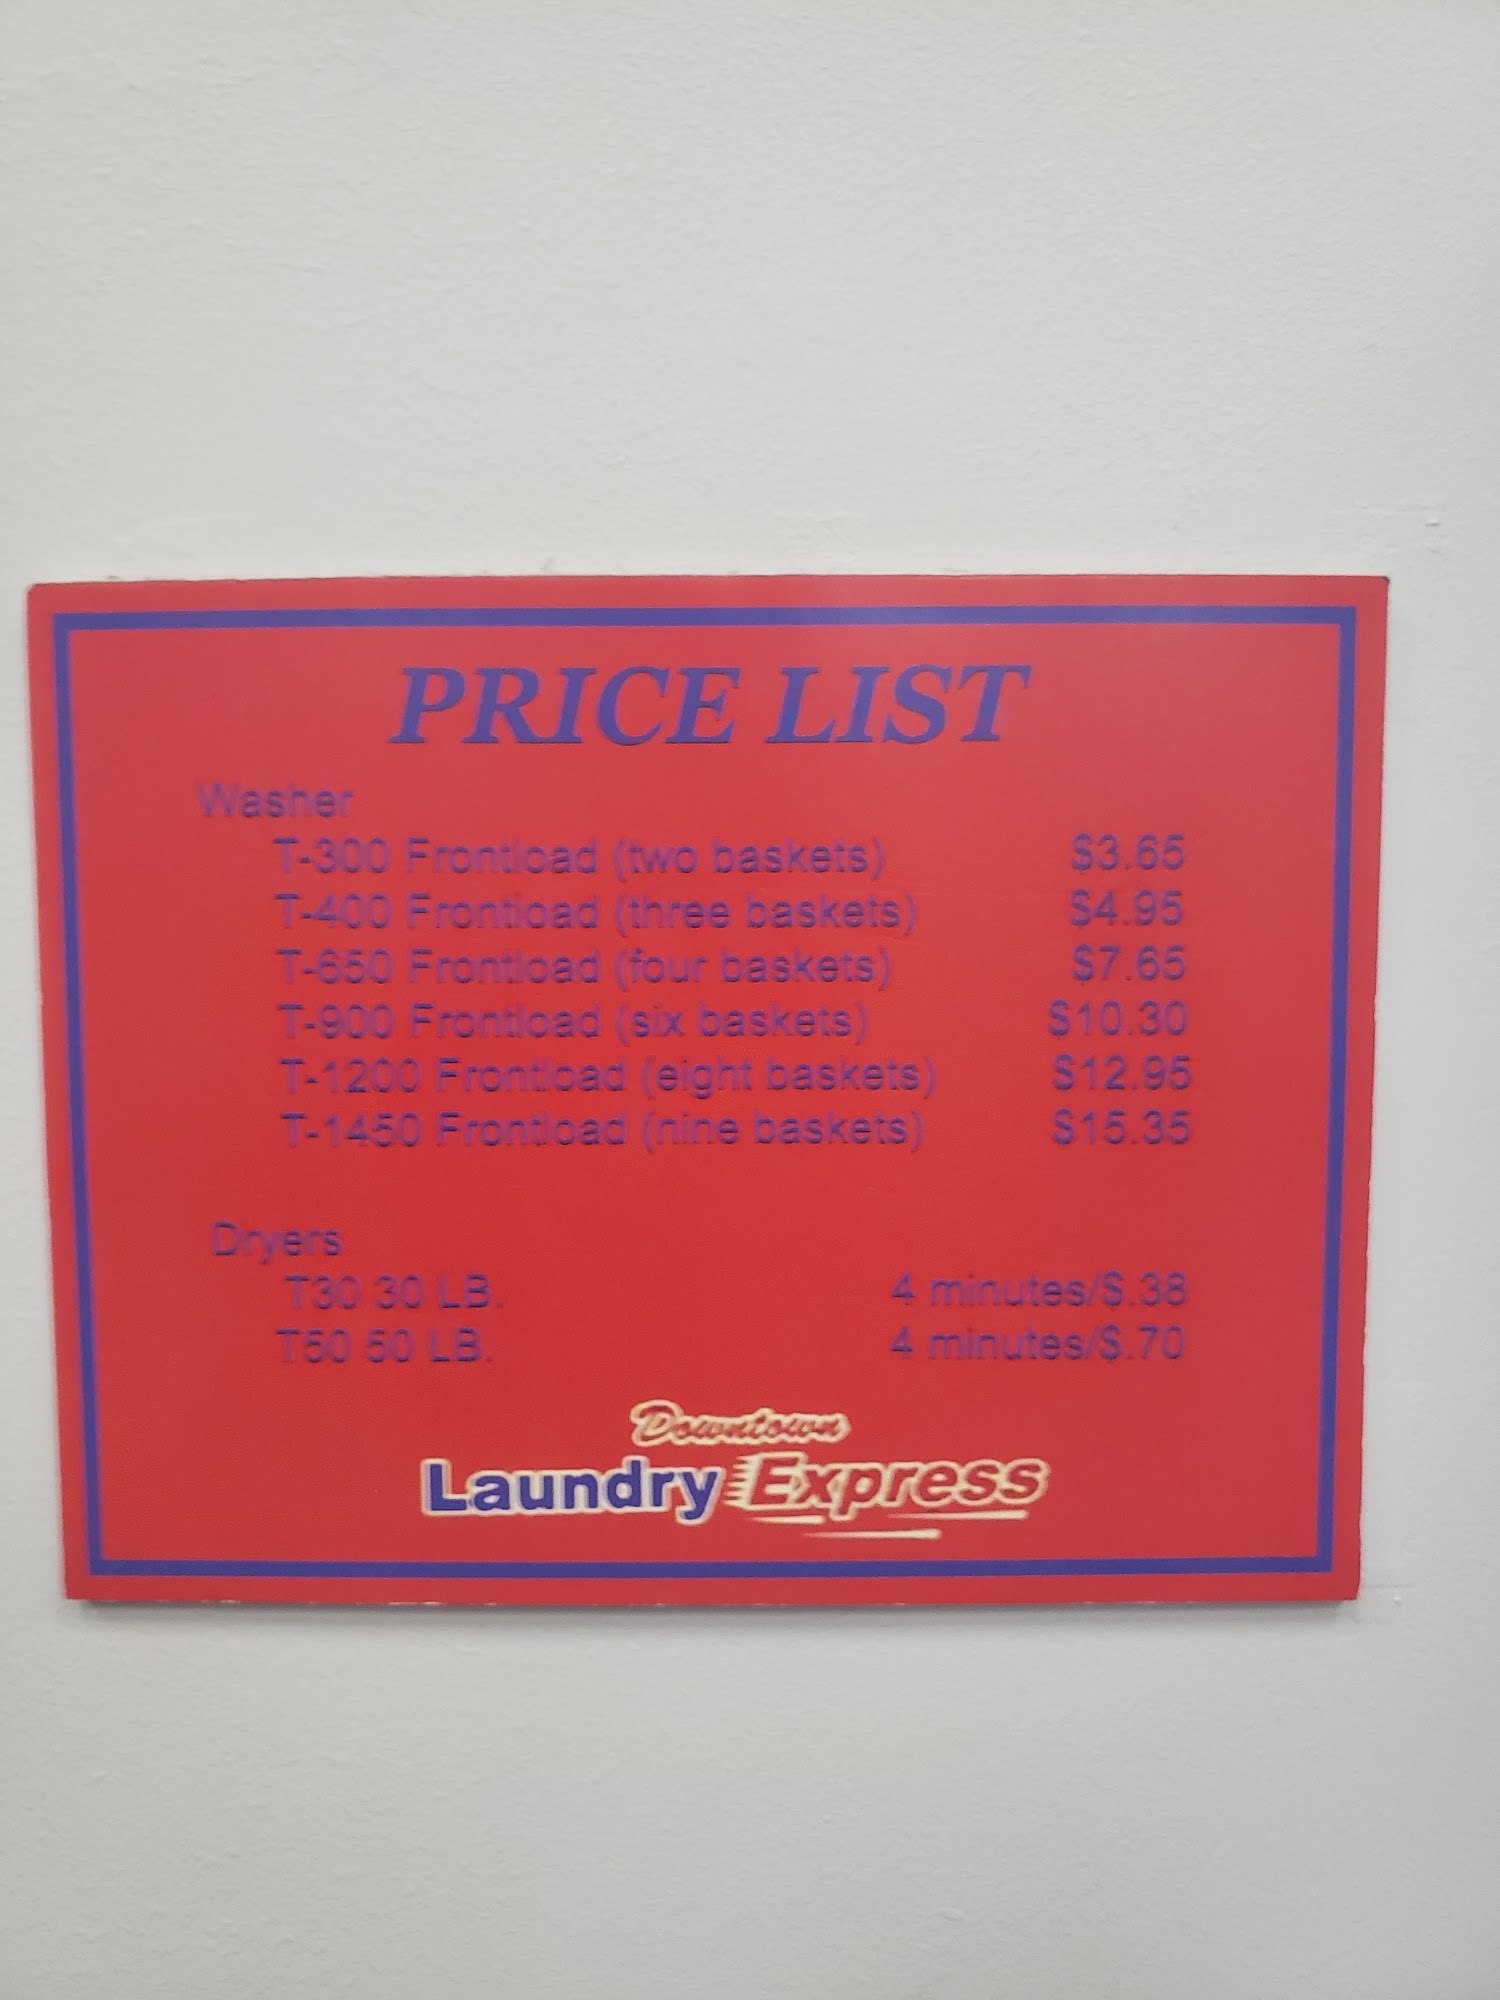 PRICE LIST
Washer
T-300 Frontload (two baskets) $3.65
T-400 Frontload (three baskets) $4.95
T-650 Frontload (four baskets) $7.65
T-900 Frontload (six baskets) $10.30
T-1200 Frontload (eight baskets) $12.95
T-1450 Frontload (nine baskets) $15.35
Dryers
T30 30 LB. 4 minutes/$.38
T50 50 LB. 4 minutes/$.70
Downtown
Laundry Express